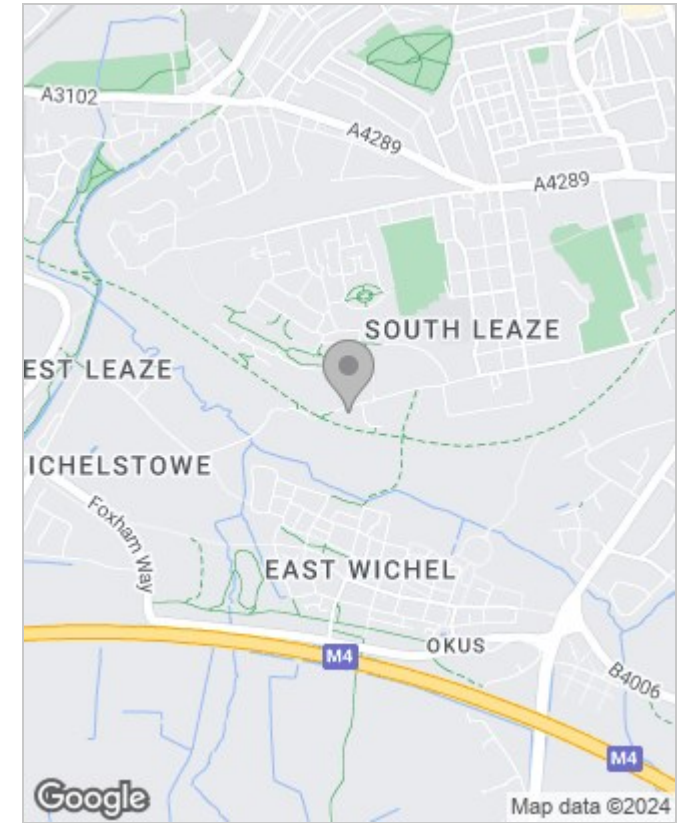 A3102
A4289
A4289
SOUTH LEAZE
EST LEAZE
ICHELSTOWE
Foxham Way
EAST WICHEL
OKUS
M4
B4006
M4
Google
Map data ©2024